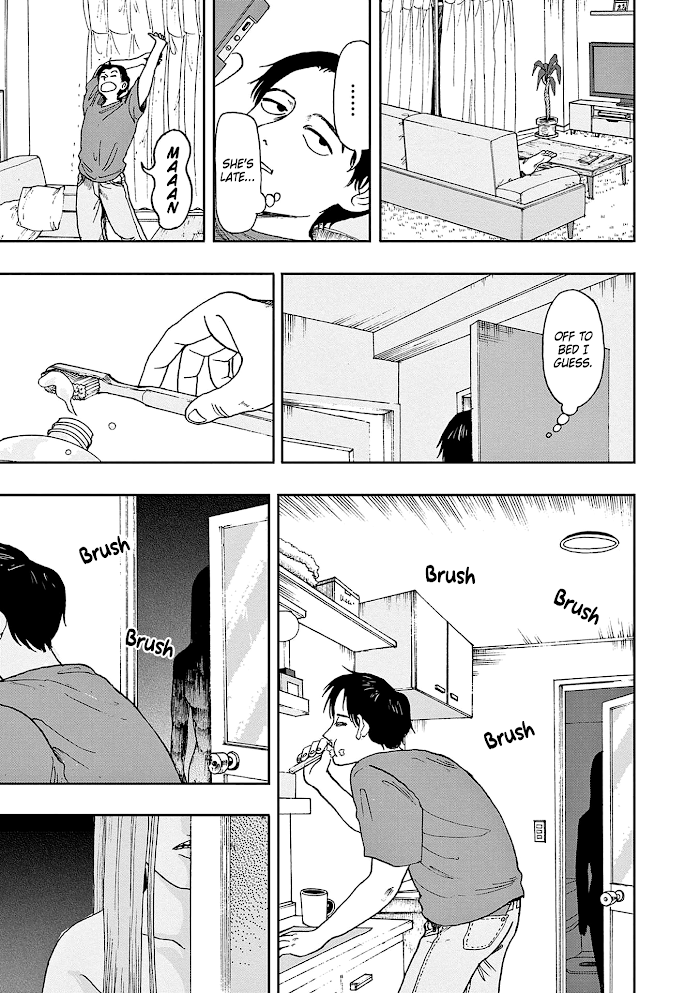 ......
SHE'S
LATE...
MAAAN
OFF TO
BED I
GUESS.
Brush
Brush
Brush
Brush
Brush